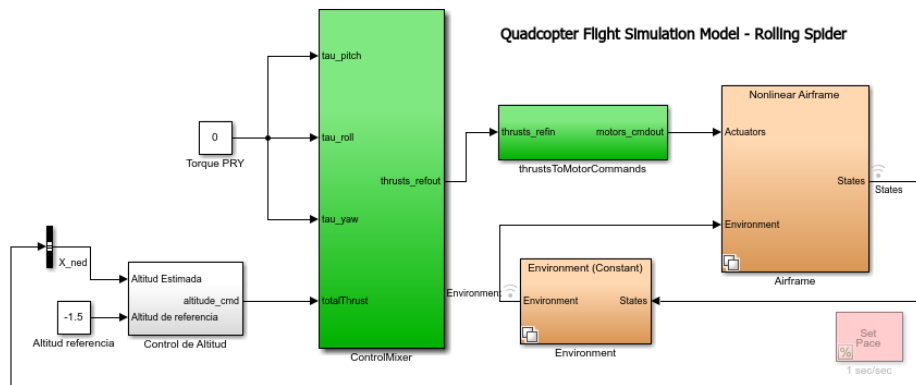 Quadcopter Flight Simulation Model - Rolling Spider
tau_pitch
0
Torque PRY
tau_roll
thrusts_refout
tau_yaw
totalThrust
ControlMixer
thrusts_refin
motors_cmdout
thrustsToMotorCommands
Nonlinear Airframe
Actuators
States
Environment
Airframe
States
X_ned
Altitud Estimada
altitude_cmd
Altitud de referencia
Control de Altitud
-1.5
Altitud referencia
Environment
Environment (Constant)
Environment
States
Environment
Set
Pace
%
1 sec/sec